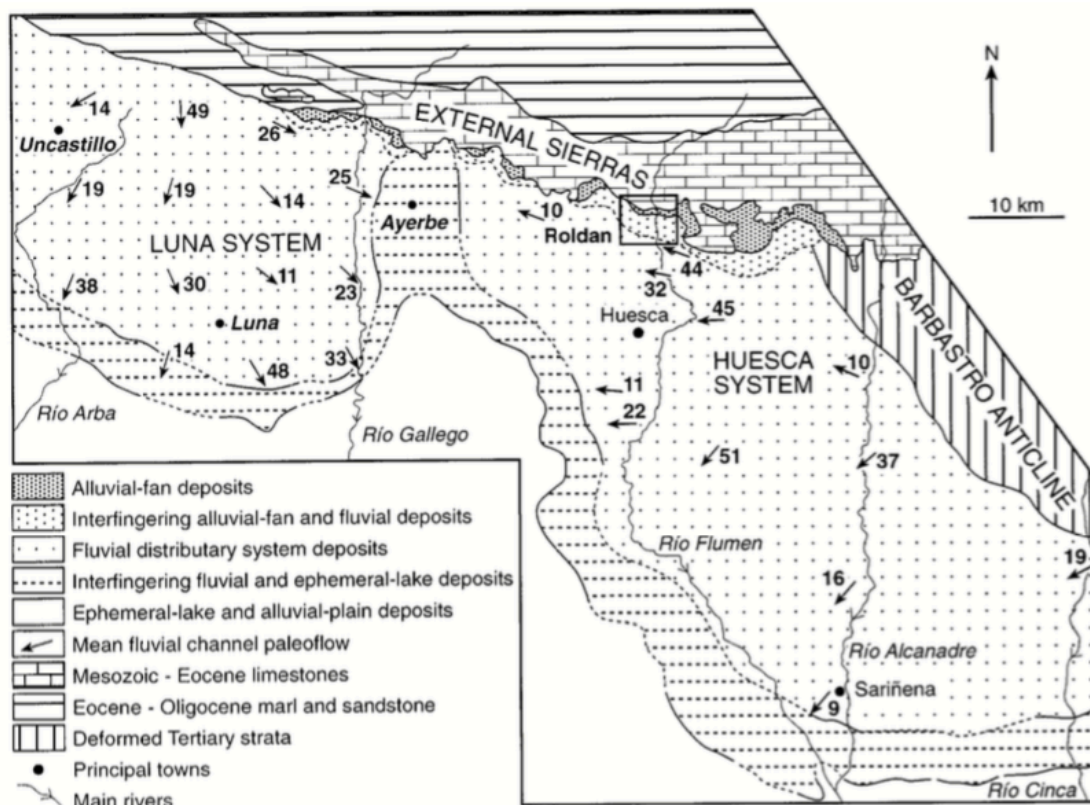 N
10 km
EXTERNAL SIERRAS
14
49
26
Uncastillo
25
19
19
14
10
Ayerbe
Roldan
LUNA SYSTEM
44
38
30
11
23
32
45
Luna
Huesca
BARBASTRO ANTICLINE
14
48
33
HUESCA
SYSTEM
10
11
22
Río Arba
Río Gallego
51
37
Río Flumen
19
16
Río Alcanadre
Sariñena
9
Río Cinca
Alluvial-fan deposits
Interfingering alluvial-fan and fluvial deposits
Fluvial distributary system deposits
Interfingering fluvial and ephemeral-lake deposits
Ephemeral-lake and alluvial-plain deposits
Mean fluvial channel paleoflow
Mesozoic - Eocene limestones
Eocene - Oligocene marl and sandstone
Deformed Tertiary strata
Principal towns
Main rivers